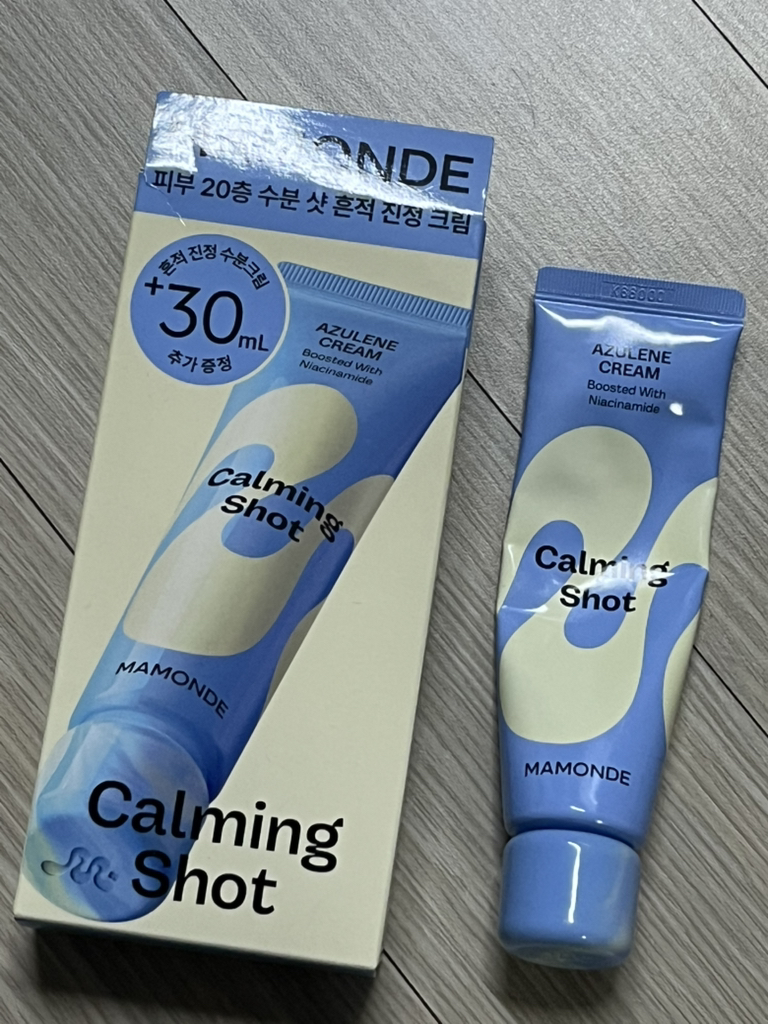 MAMONDE
피부 20층 수분 샷 흔적 진정 크림
흔적 진정 수분크림
+30mL
추가 증정
AZULENE
CREAM
Boosted With
Niacinamide
Calming
Shot
MAMONDE
Calming
Shot
AZULENE
CREAM
Boosted With
Niacinamide
Calming
Shot
MAMONDE